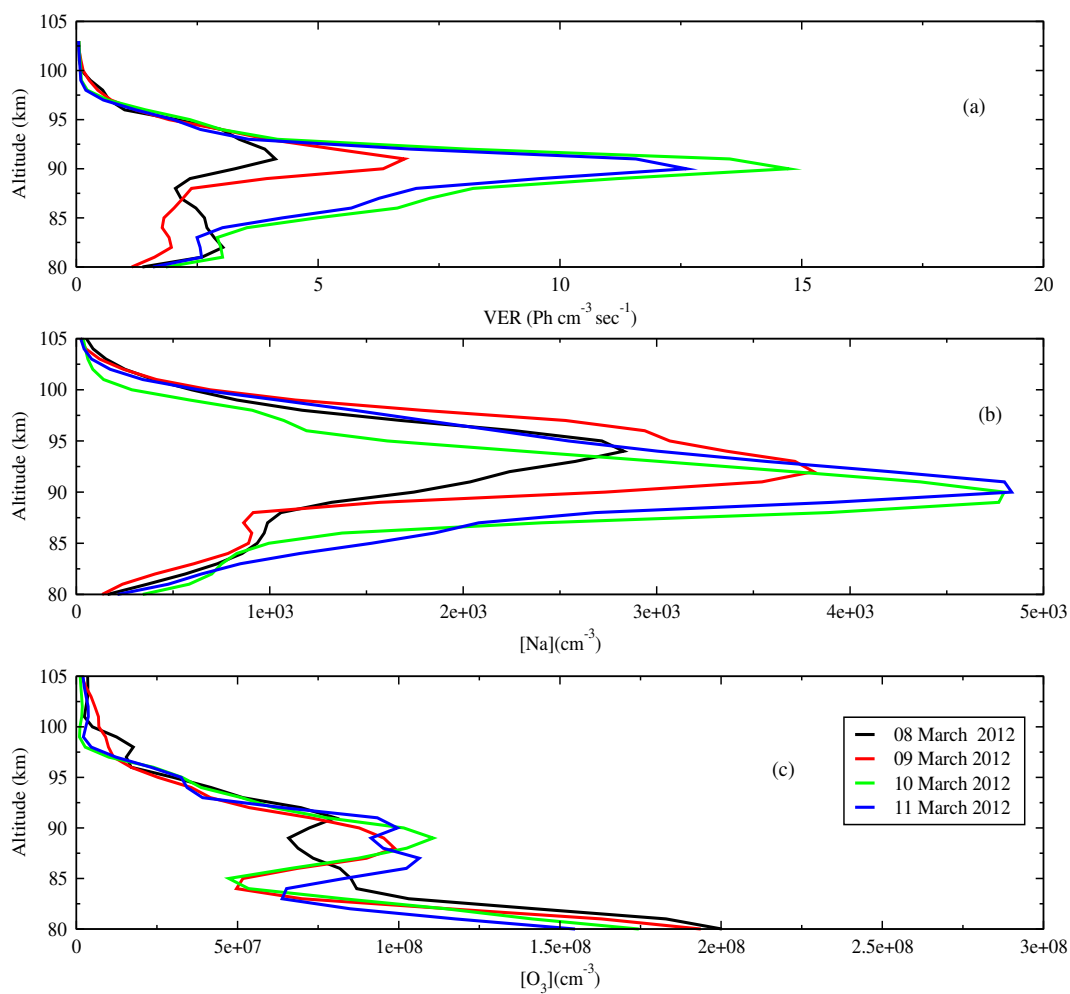 105
100
95
90
85
80
Altitude (km)
(a)
0
5
10
15
20
VER (Ph cm⁻³ sec⁻¹)
105
100
95
90
85
80
Altitude (km)
(b)
0
1e+03
2e+03
3e+03
4e+03
5e+03
[Na](cm⁻³)
105
100
95
90
85
80
Altitude (km)
(c)
08 March 2012
09 March 2012
10 March 2012
11 March 2012
0
5e+07
1e+08
1.5e+08
2e+08
2.5e+08
3e+08
[O₃](cm⁻³)